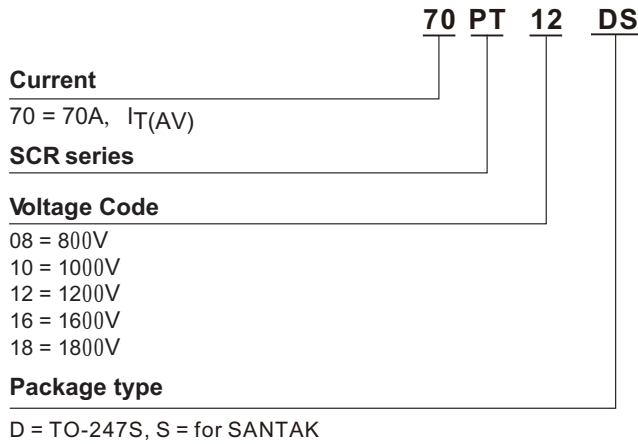 70 PT 12 DS
Current
70 = 70A, IT(AV)
SCR series
Voltage Code
08 = 800V
10 = 1000V
12 = 1200V
16 = 1600V
18 = 1800V
Package type
D = TO-247S, S = for SANTAK